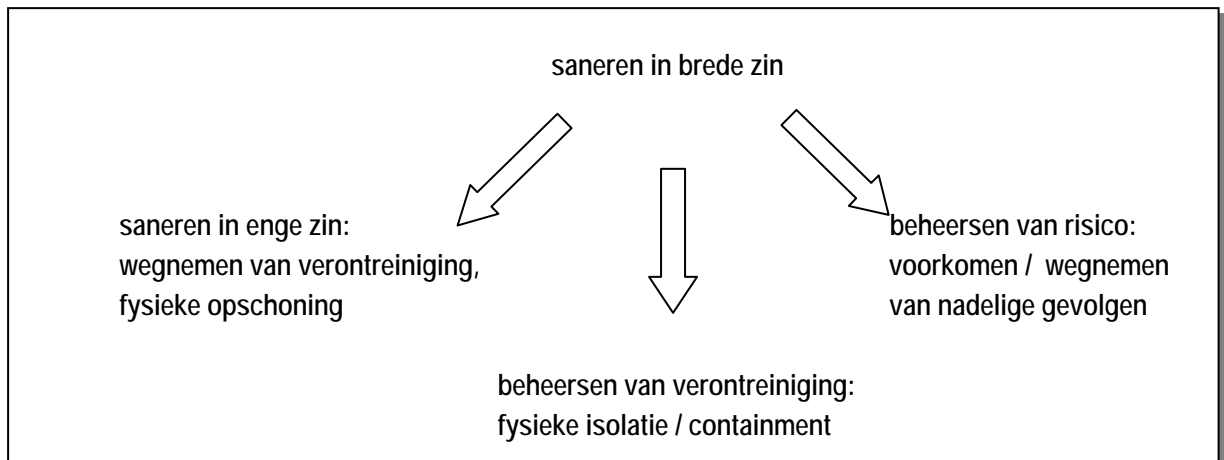 saneren in brede zin
saneren in enge zin:
wegnemen van verontreiniging,
fysieke opschoning
beheersen van risico:
voorkomen / wegnemen
van nadelige gevolgen
beheersen van verontreiniging:
fysieke isolatie / containment